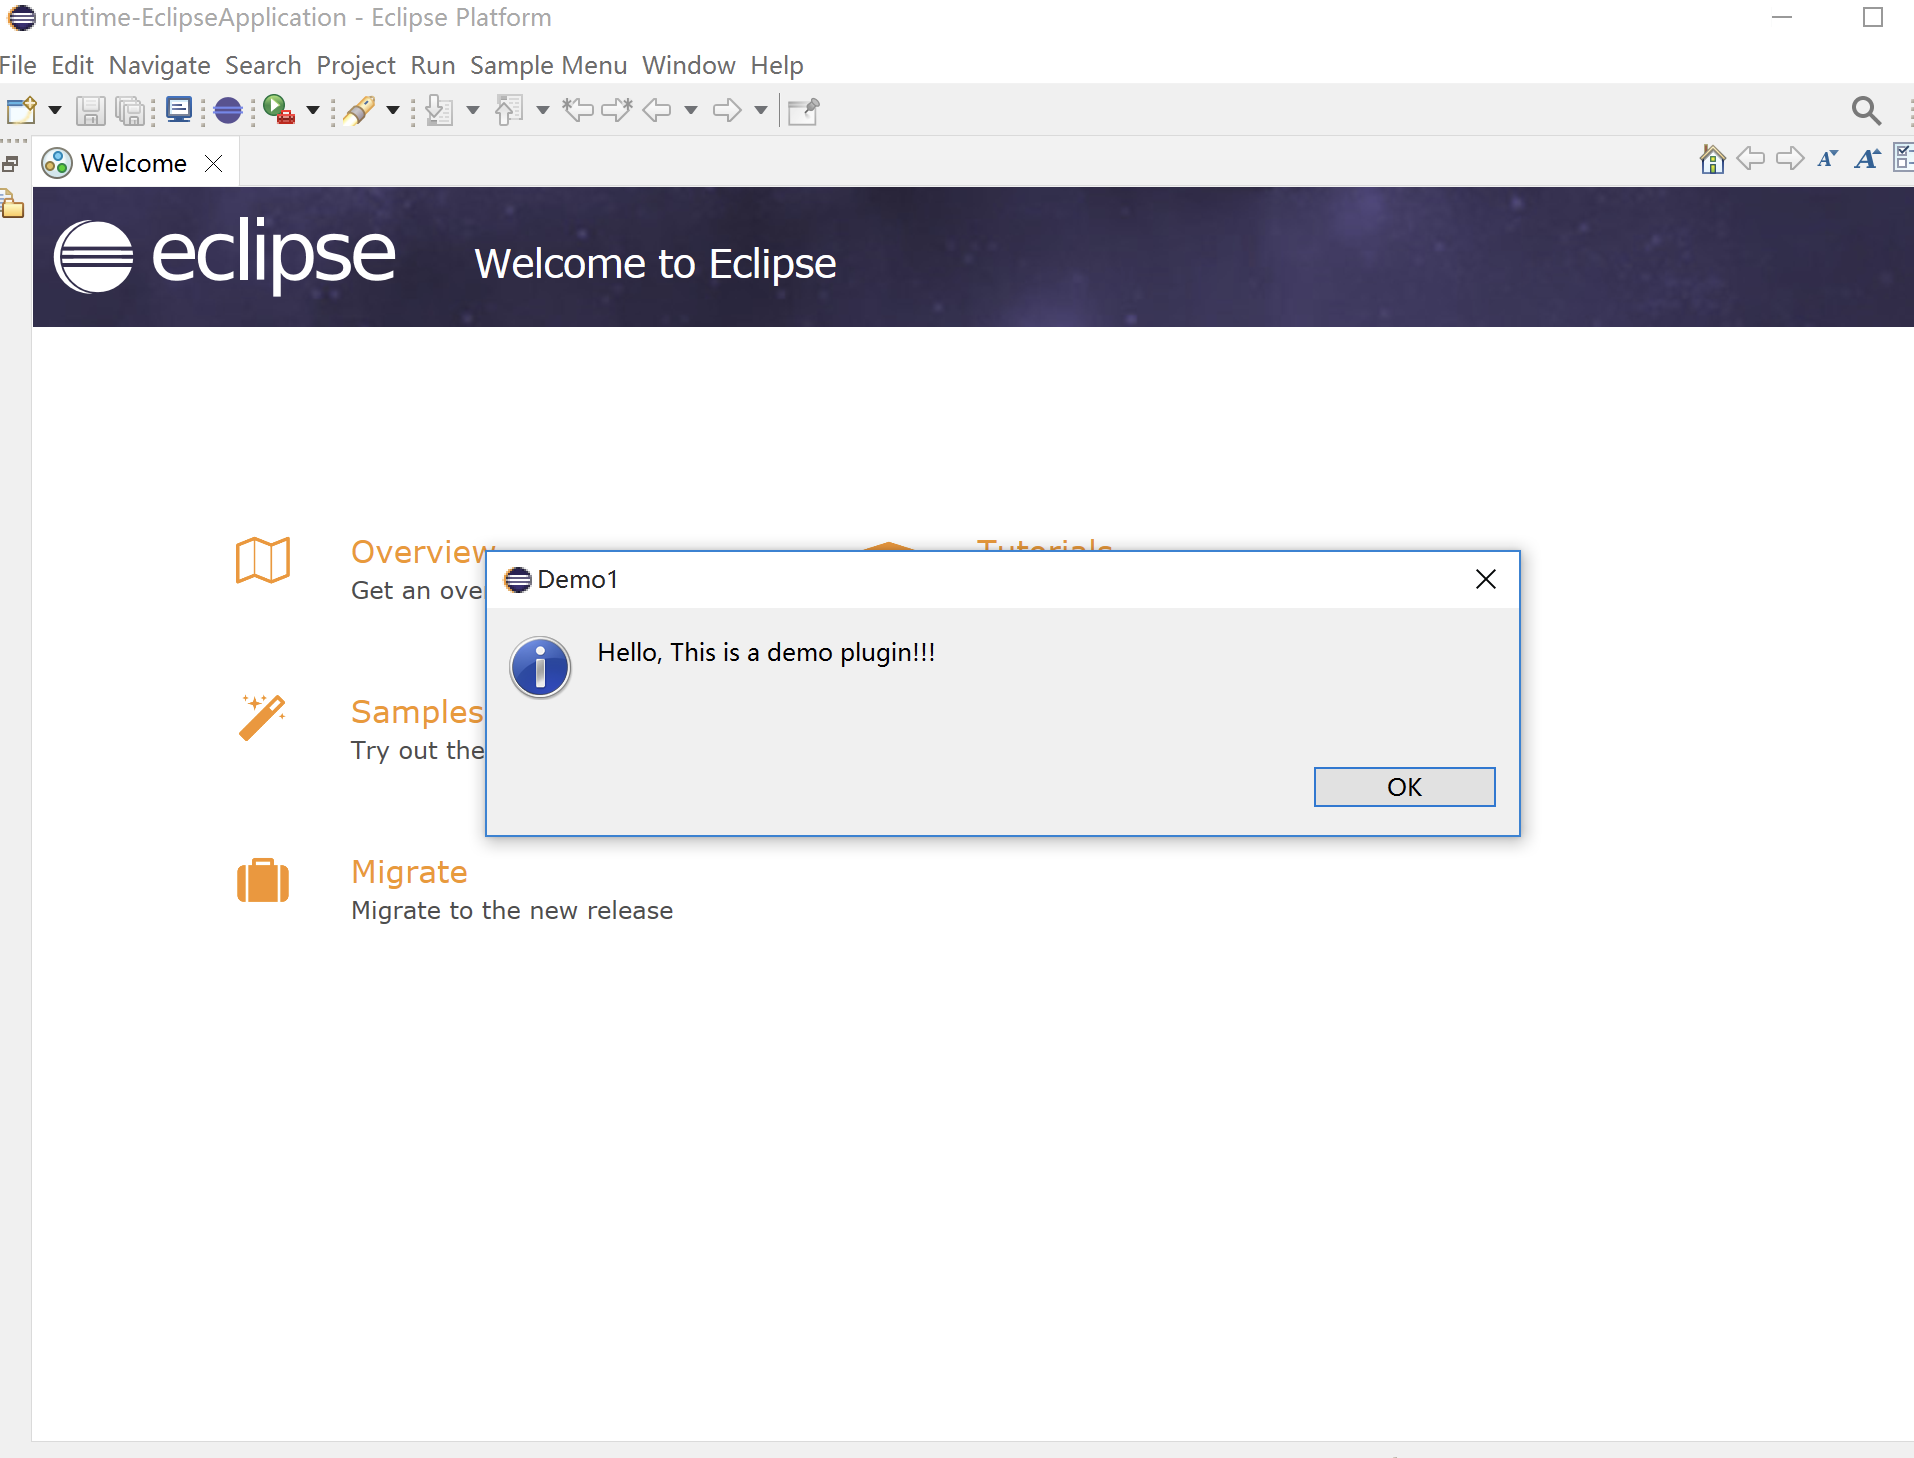 runtime-EclipseApplication - Eclipse Platform
File Edit Navigate Search Project Run Sample Menu Window Help
Welcome
eclipse Welcome to Eclipse
Overview Tutorials
Get an ove
Demo1
Hello, This is a demo plugin!!!
OK
Samples
Try out the
Migrate
Migrate to the new release